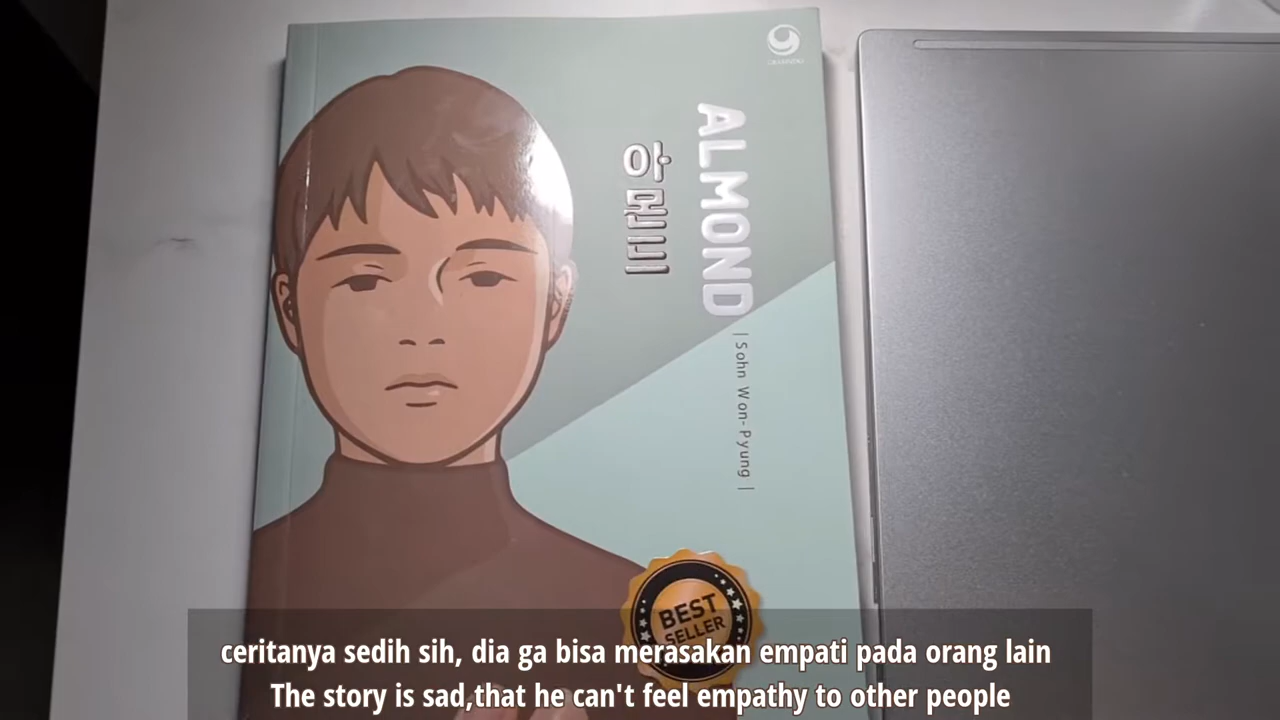 ALMOND
아몬드
| Sohn Won-Pyung |
BEST
SELLER
ceritanya sedih sih, dia ga bisa merasakan empati pada orang lain
The story is sad,that he can't feel empathy to other people